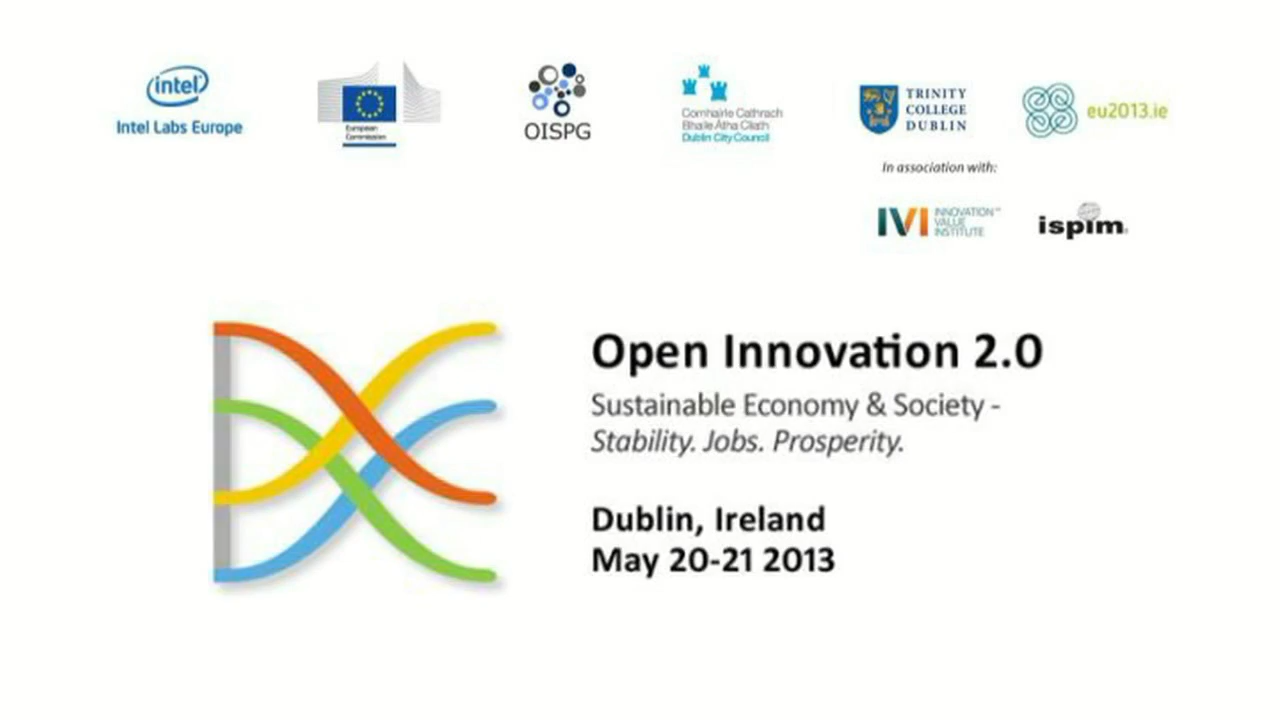 intel
Intel Labs Europe
European
Commission
OISPG
Comhairle Cathrach
Bhaile Átha Cliath
Dublin City Council
TRINITY
COLLEGE
DUBLIN
eu2013.ie
In association with:
IVI
INNOVATION™
VALUE
INSTITUTE
ispim
Open Innovation 2.0
Sustainable Economy & Society -
Stability. Jobs. Prosperity.
Dublin, Ireland
May 20-21 2013